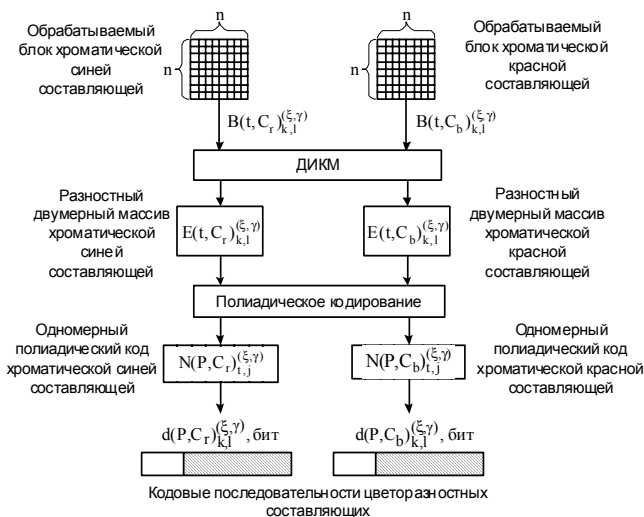 n
n
Обрабатываемый
блок хроматической
синей
составляющей
n
n
Обрабатываемый
блок хроматической
красной
составляющей
B(t,C_r)_{k,l}^{(ξ,γ)}
B(t,C_b)_{k,l}^{(ξ,γ)}
ДИКМ
Разностный
двумерный массив
хроматической
синей
составляющей
E(t,C_r)_{k,l}^{(ξ,γ)}
E(t,C_b)_{k,l}^{(ξ,γ)}
Разностный
двумерный массив
хроматической
красной
составляющей
Полиадическое кодирование
Одномерный
полиадический код
хроматической синей
составляющей
N(P,C_r)_{t,j}^{(ξ,γ)}
N(P,C_b)_{t,j}^{(ξ,γ)}
Одномерный
полиадический код
хроматической красной
составляющей
d(P,C_r)_{k,l}^{(ξ,γ)}, бит
d(P,C_b)_{k,l}^{(ξ,γ)}, бит
Кодовые последовательности цветоразностных
составляющих